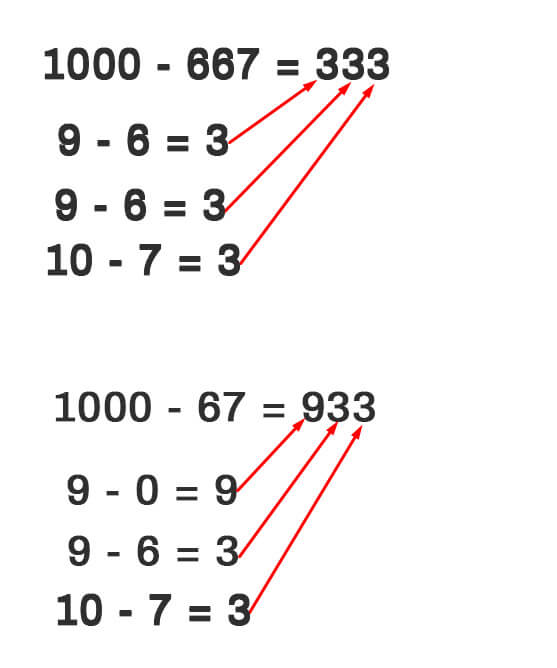 1000 - 667 = 333
9 - 6 = 3
9 - 6 = 3
10 - 7 = 3
1000 - 67 = 933
9 - 0 = 9
9 - 6 = 3
10 - 7 = 3